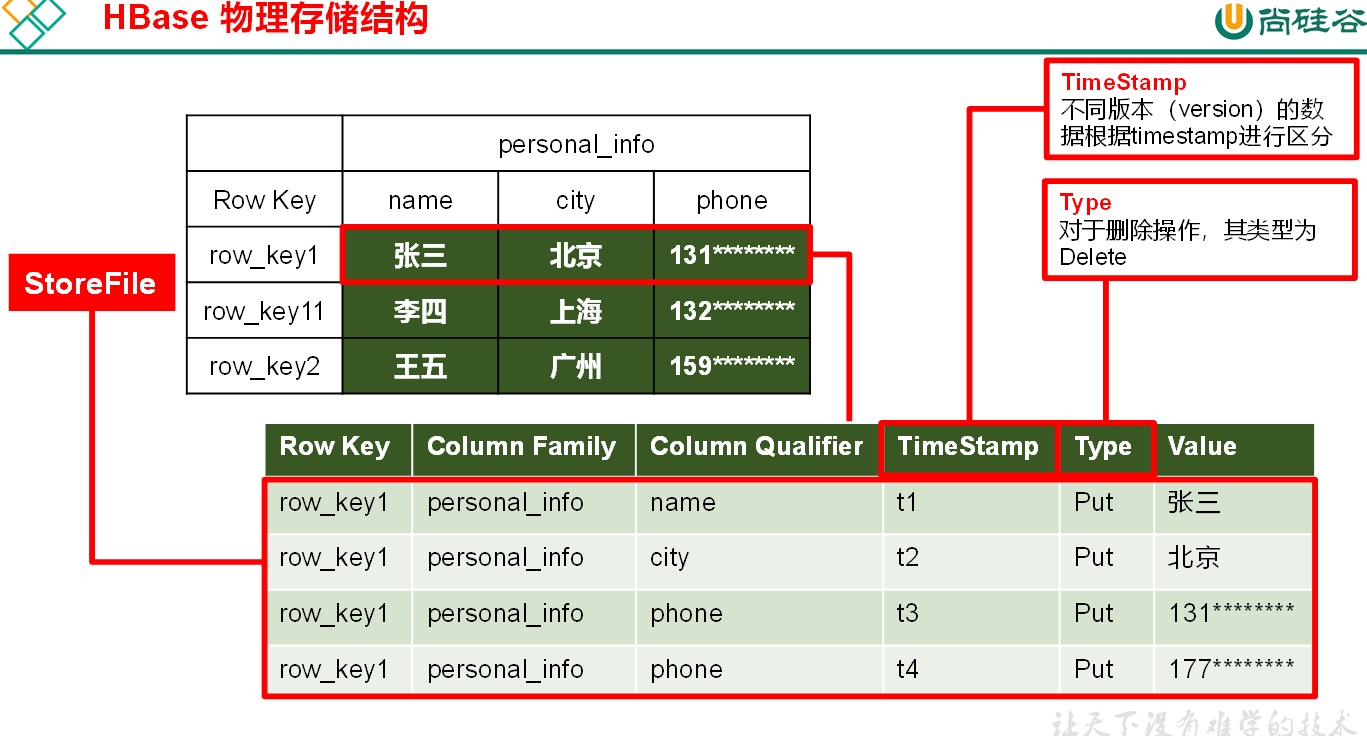 HBase 物理存储结构
尚硅谷
TimeStamp
不同版本（version）的数
据根据timestamp进行区分
Type
对于删除操作，其类型为
Delete
personal_info
Row Key name city phone
row_key1 张三 北京 131********
row_key11 李四 上海 132********
row_key2 王五 广州 159********
StoreFile
Row Key Column Family Column Qualifier TimeStamp Type Value
row_key1 personal_info name t1 Put 张三
row_key1 personal_info city t2 Put 北京
row_key1 personal_info phone t3 Put 131********
row_key1 personal_info phone t4 Put 177********
让天下没有难学的技术